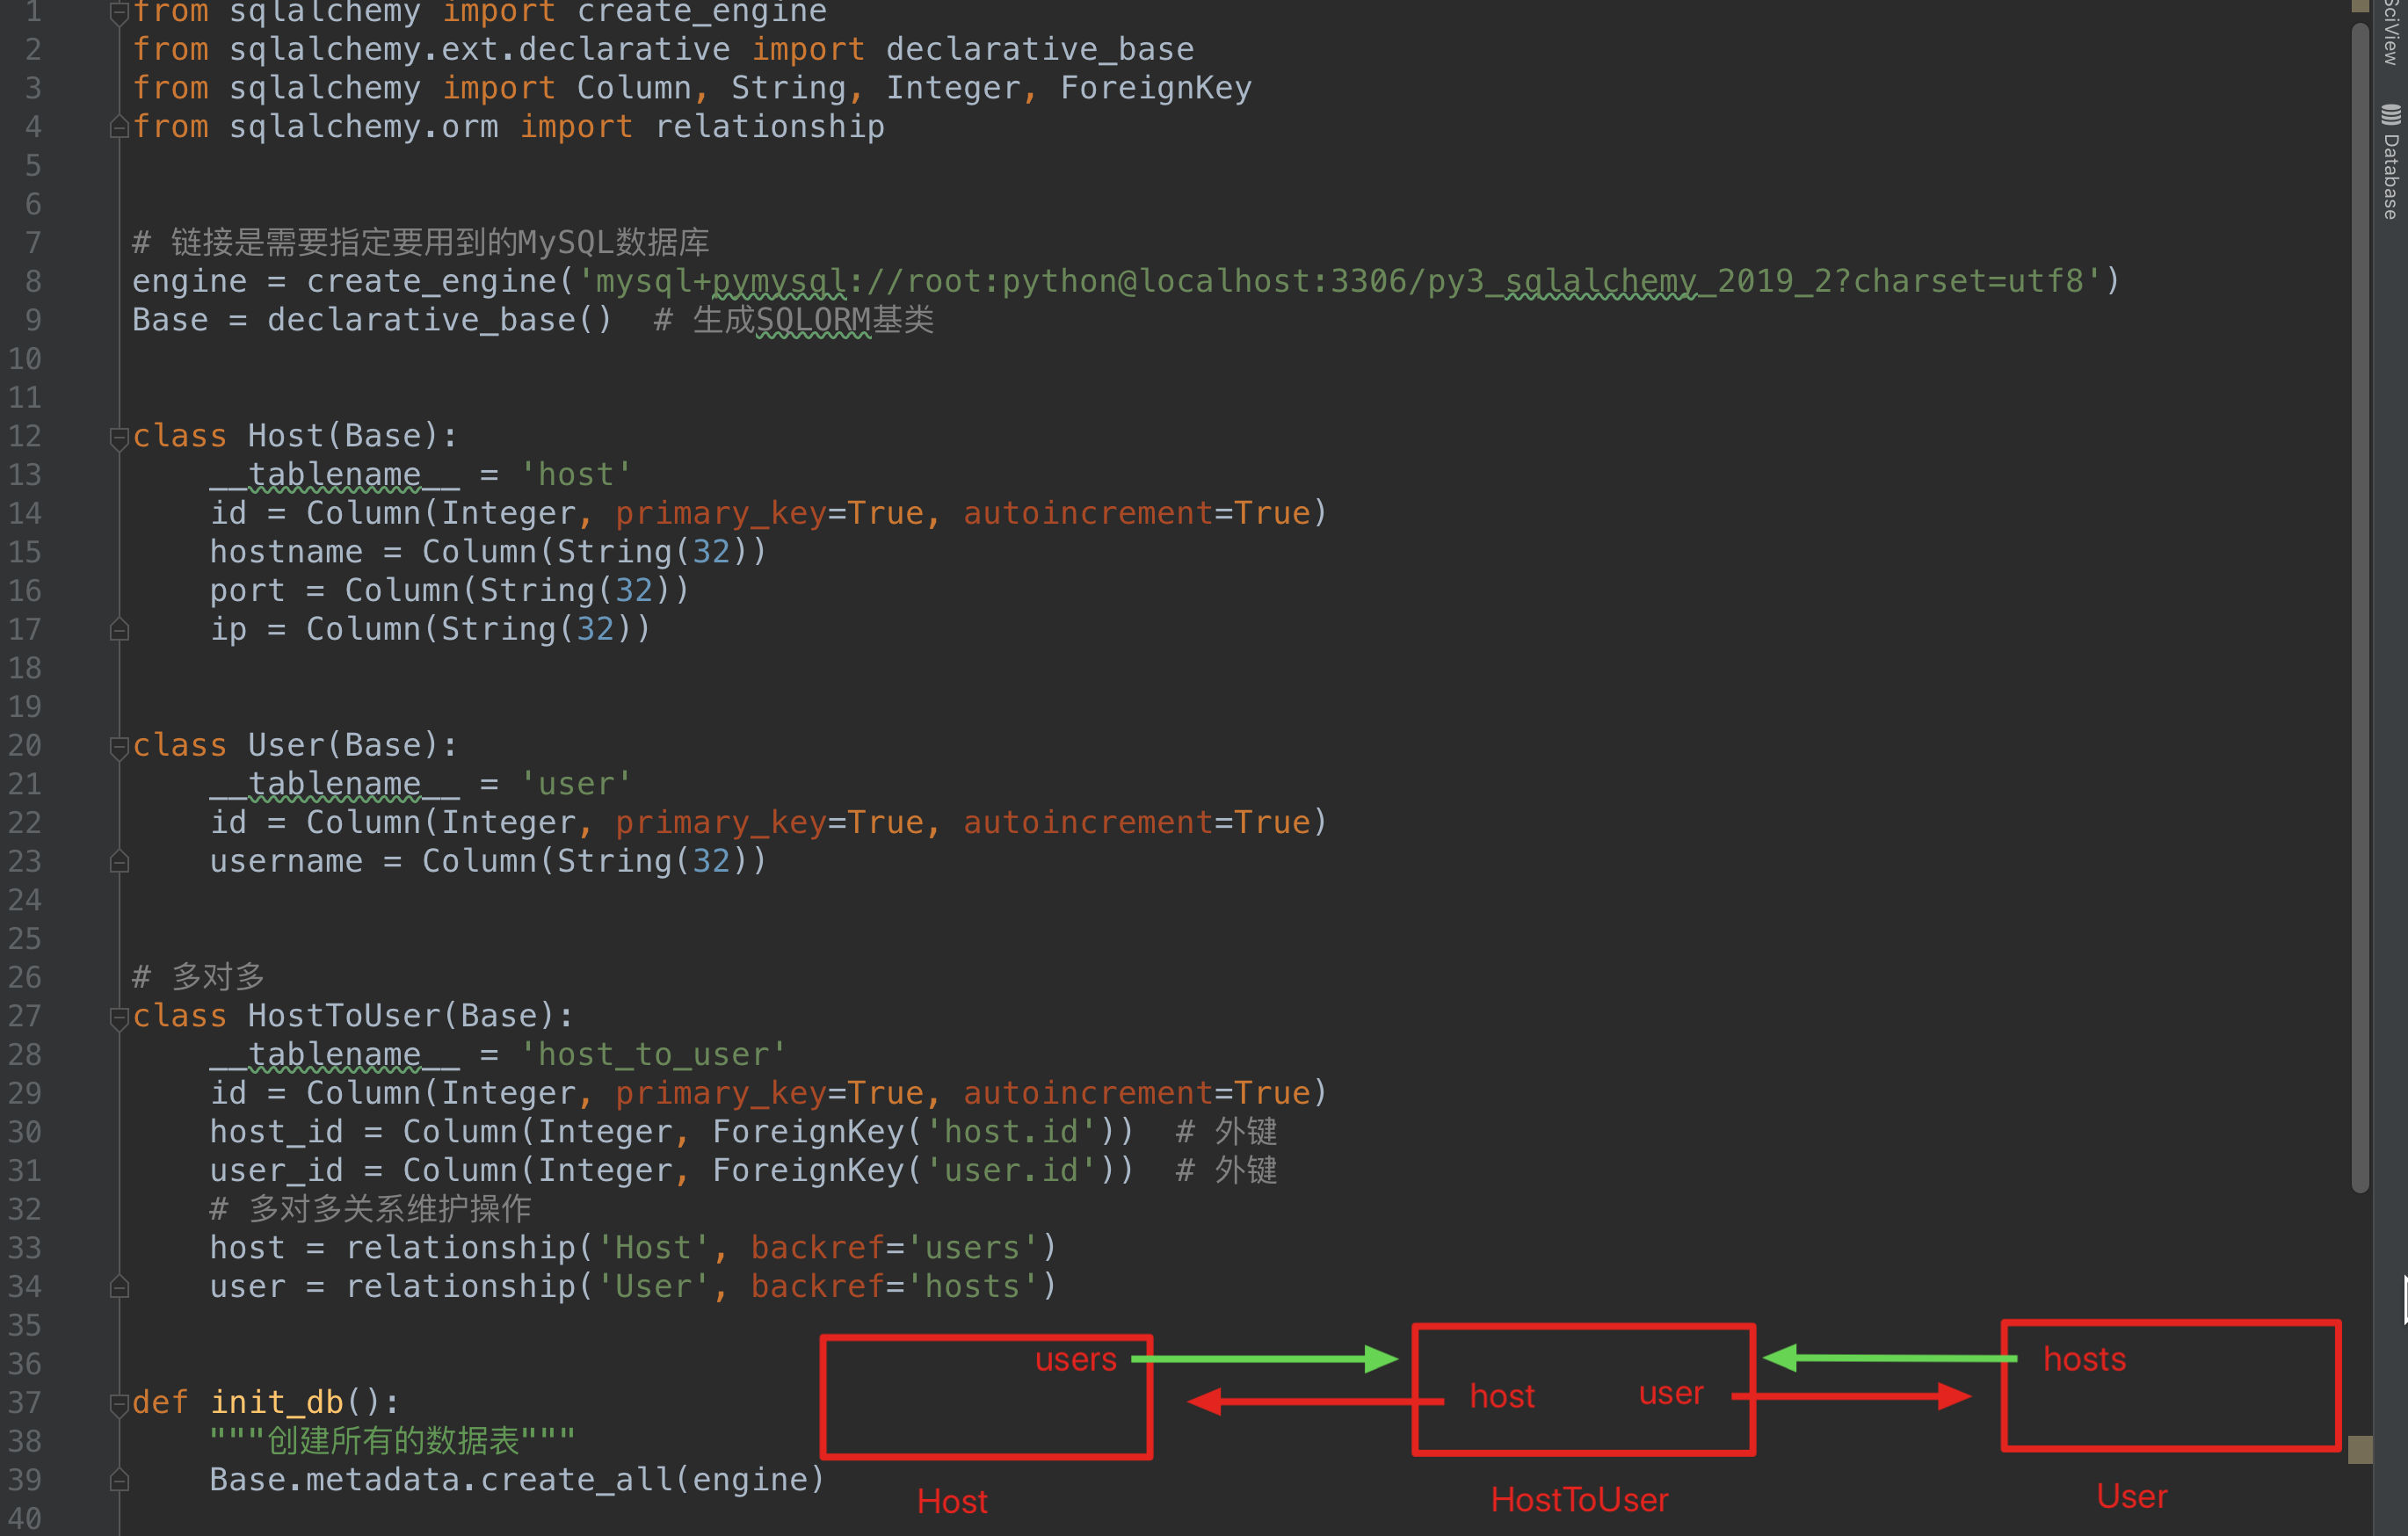 1 from sqlalchemy import create_engine
2 from sqlalchemy.ext.declarative import declarative_base
3 from sqlalchemy import Column, String, Integer, ForeignKey
4 from sqlalchemy.orm import relationship
5
6
7 # 链接是需要指定要用到的MySQL数据库
8 engine = create_engine('mysql+pymysql://root:python@localhost:3306/py3_sqlalchemy_2019_2?charset=utf8')
9 Base = declarative_base()  # 生成SQLORM基类
10
11
12 class Host(Base):
13     __tablename__ = 'host'
14     id = Column(Integer, primary_key=True, autoincrement=True)
15     hostname = Column(String(32))
16     port = Column(String(32))
17     ip = Column(String(32))
18
19
20 class User(Base):
21     __tablename__ = 'user'
22     id = Column(Integer, primary_key=True, autoincrement=True)
23     username = Column(String(32))
24
25
26 # 多对多
27 class HostToUser(Base):
28     __tablename__ = 'host_to_user'
29     id = Column(Integer, primary_key=True, autoincrement=True)
30     host_id = Column(Integer, ForeignKey('host.id'))  # 外键
31     user_id = Column(Integer, ForeignKey('user.id'))  # 外键
32     # 多对多关系维护操作
33     host = relationship('Host', backref='users')
34     user = relationship('User', backref='hosts')
35
36
37 def init_db():
38     """创建所有的数据表"""
39     Base.metadata.create_all(engine)
40
users
host
user
hosts
Host
HostToUser
User
SciView
Database